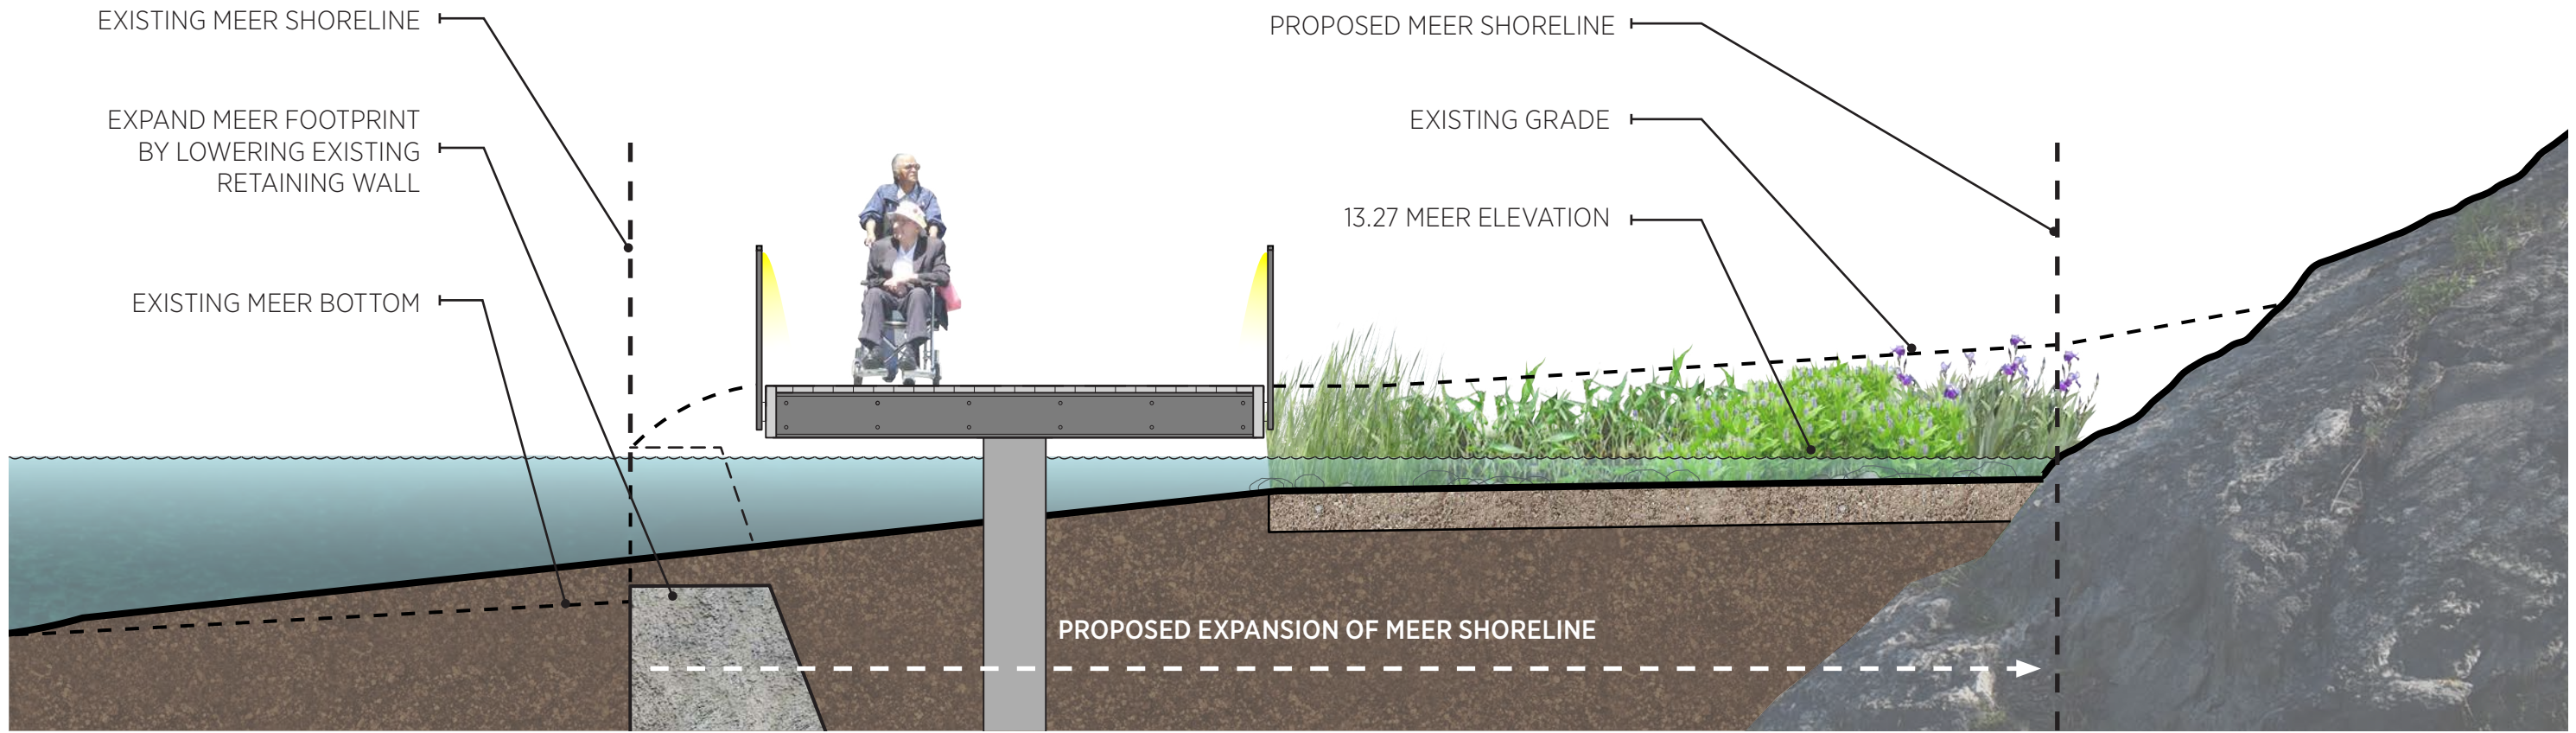 EXISTING MEER SHORELINE
EXPAND MEER FOOTPRINT
BY LOWERING EXISTING
RETAINING WALL
EXISTING MEER BOTTOM
PROPOSED MEER SHORELINE
EXISTING GRADE
13.27 MEER ELEVATION
PROPOSED EXPANSION OF MEER SHORELINE